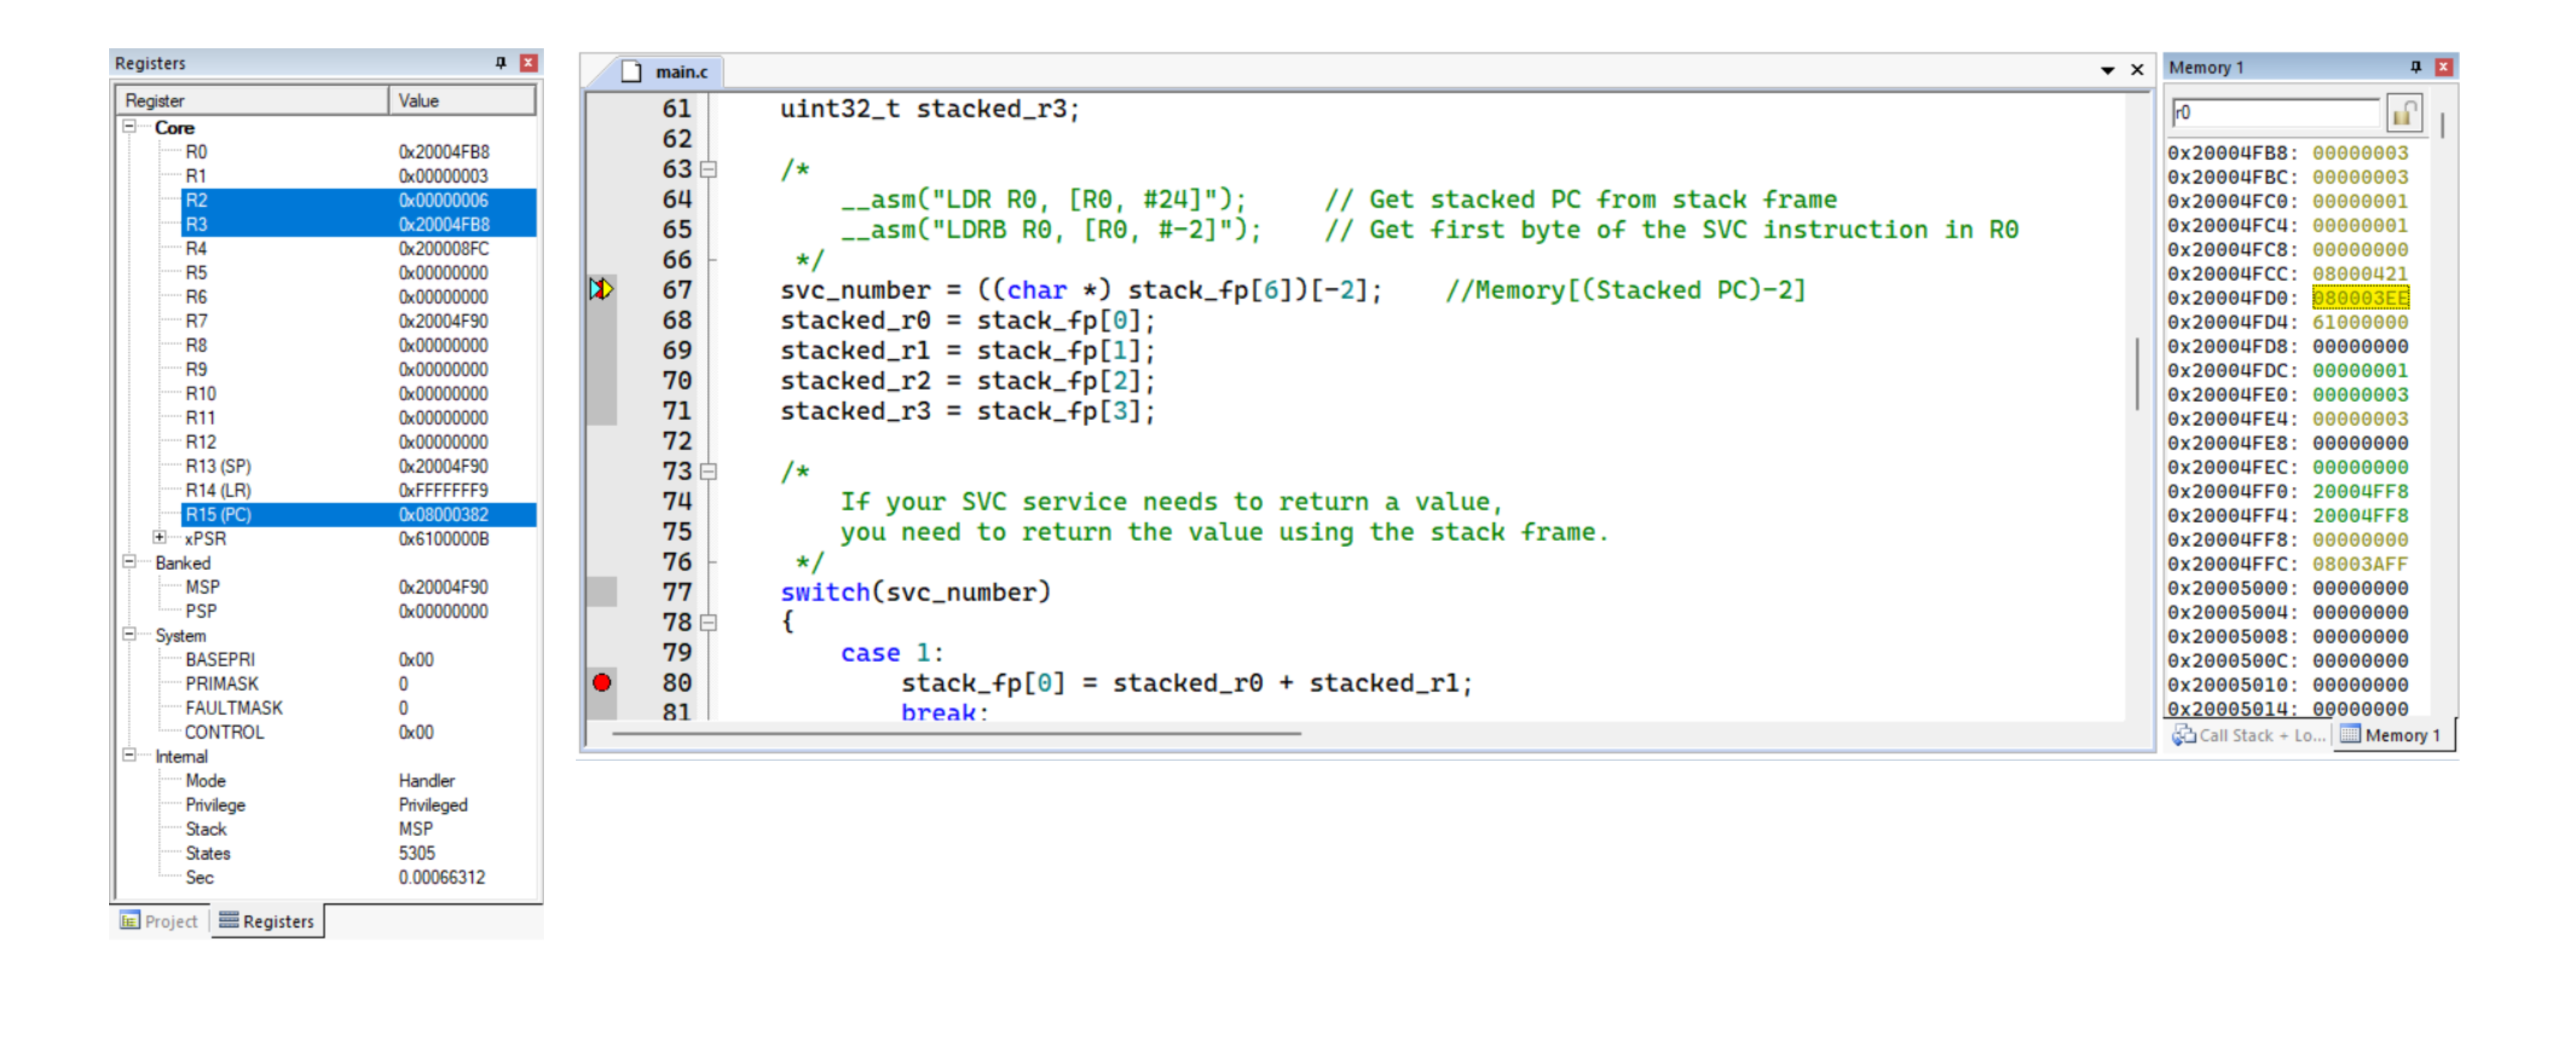 Registers
Register Value
Core
R0 0x20004FB8
R1 0x00000003
R2 0x00000006
R3 0x20004FB8
R4 0x200008FC
R5 0x00000000
R6 0x00000000
R7 0x20004F90
R8 0x00000000
R9 0x00000000
R10 0x00000000
R11 0x00000000
R12 0x00000000
R13 (SP) 0x20004F90
R14 (LR) 0xFFFFFFF9
R15 (PC) 0x08000382
xPSR 0x6100000B
Banked
MSP 0x20004F90
PSP 0x00000000
System
BASEPRI 0x00
PRIMASK 0
FAULTMASK 0
CONTROL 0x00
Internal
Mode Handler
Privilege Privileged
Stack MSP
States 5305
Sec 0.00066312
Project Registers
main.c
61 uint32_t stacked_r3;
62
63 /*
64 __asm("LDR R0, [R0, #24]"); // Get stacked PC from stack frame
65 __asm("LDRB R0, [R0, #-2]"); // Get first byte of the SVC instruction in R0
66 */
67 svc_number = ((char *) stack_fp[6])[-2]; //Memory[(Stacked PC)-2]
68 stacked_r0 = stack_fp[0];
69 stacked_r1 = stack_fp[1];
70 stacked_r2 = stack_fp[2];
71 stacked_r3 = stack_fp[3];
72
73 /*
74 If your SVC service needs to return a value,
75 you need to return the value using the stack frame.
76 */
77 switch(svc_number)
78 {
79 case 1:
80 stack_fp[0] = stacked_r0 + stacked_r1;
81 break;
Memory 1
r0
0x20004FB8: 00000003
0x20004FBC: 00000003
0x20004FC0: 00000001
0x20004FC4: 00000001
0x20004FC8: 00000000
0x20004FCC: 08000421
0x20004FD0: 080003EE
0x20004FD4: 61000000
0x20004FD8: 00000000
0x20004FDC: 00000001
0x20004FE0: 00000003
0x20004FE4: 00000003
0x20004FE8: 00000000
0x20004FEC: 00000000
0x20004FF0: 20004FF8
0x20004FF4: 20004FF8
0x20004FF8: 00000000
0x20004FFC: 08003AFF
0x20005000: 00000000
0x20005004: 00000000
0x20005008: 00000000
0x2000500C: 00000000
0x20005010: 00000000
0x20005014: 00000000
Call Stack + Lo... Memory 1